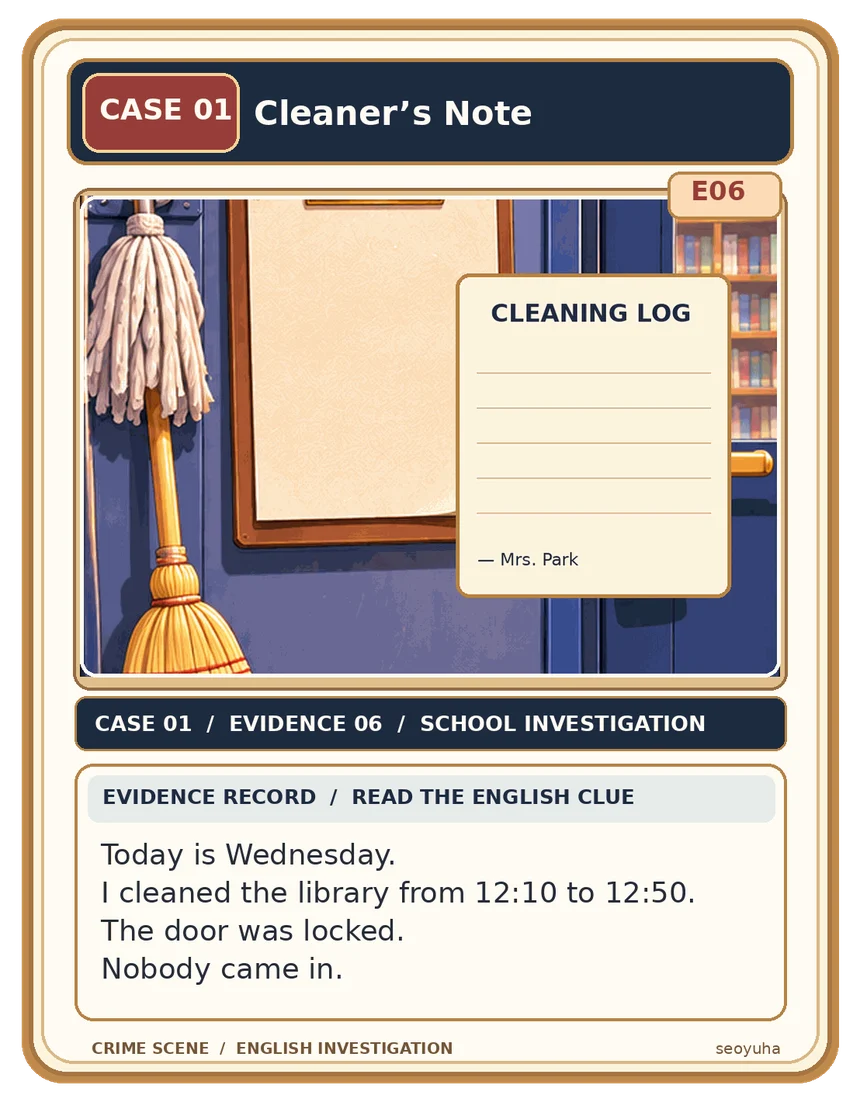 CASE 01 Cleaner’s Note
E06
CLEANING LOG
— Mrs. Park
CASE 01 / EVIDENCE 06 / SCHOOL INVESTIGATION
EVIDENCE RECORD / READ THE ENGLISH CLUE
Today is Wednesday.
I cleaned the library from 12:10 to 12:50.
The door was locked.
Nobody came in.
CRIME SCENE / ENGLISH INVESTIGATION
seoyuha